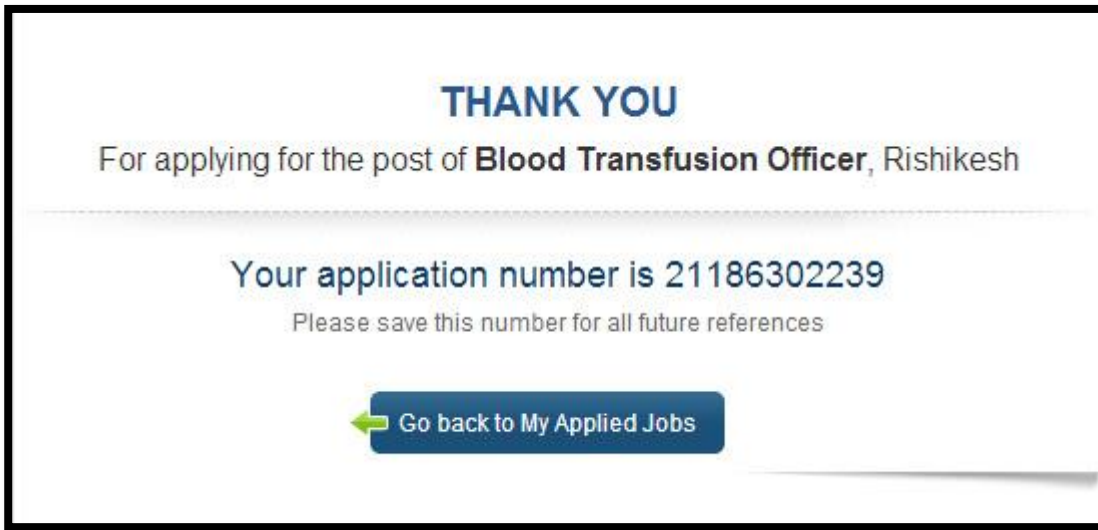 THANK YOU
For applying for the post of Blood Transfusion Officer, Rishikesh
Your application number is 21186302239
Please save this number for all future references
Go back to My Applied Jobs